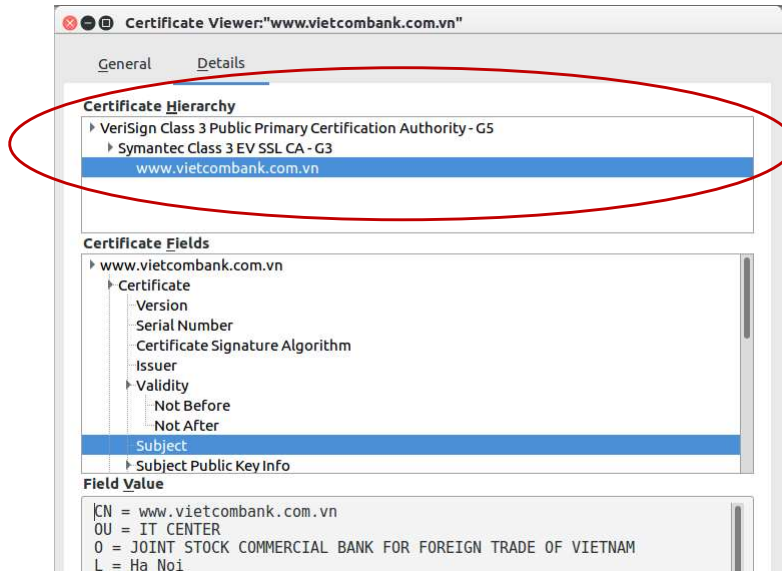 Certificate Viewer:"www.vietcombank.com.vn"
General Details
Certificate Hierarchy
VeriSign Class 3 Public Primary Certification Authority - G5
Symantec Class 3 EV SSL CA - G3
www.vietcombank.com.vn
Certificate Fields
www.vietcombank.com.vn
Certificate
Version
Serial Number
Certificate Signature Algorithm
Issuer
Validity
Not Before
Not After
Subject
Subject Public Key Info
Field Value
CN = www.vietcombank.com.vn
OU = IT CENTER
O = JOINT STOCK COMMERCIAL BANK FOR FOREIGN TRADE OF VIETNAM
L = Ha Noi